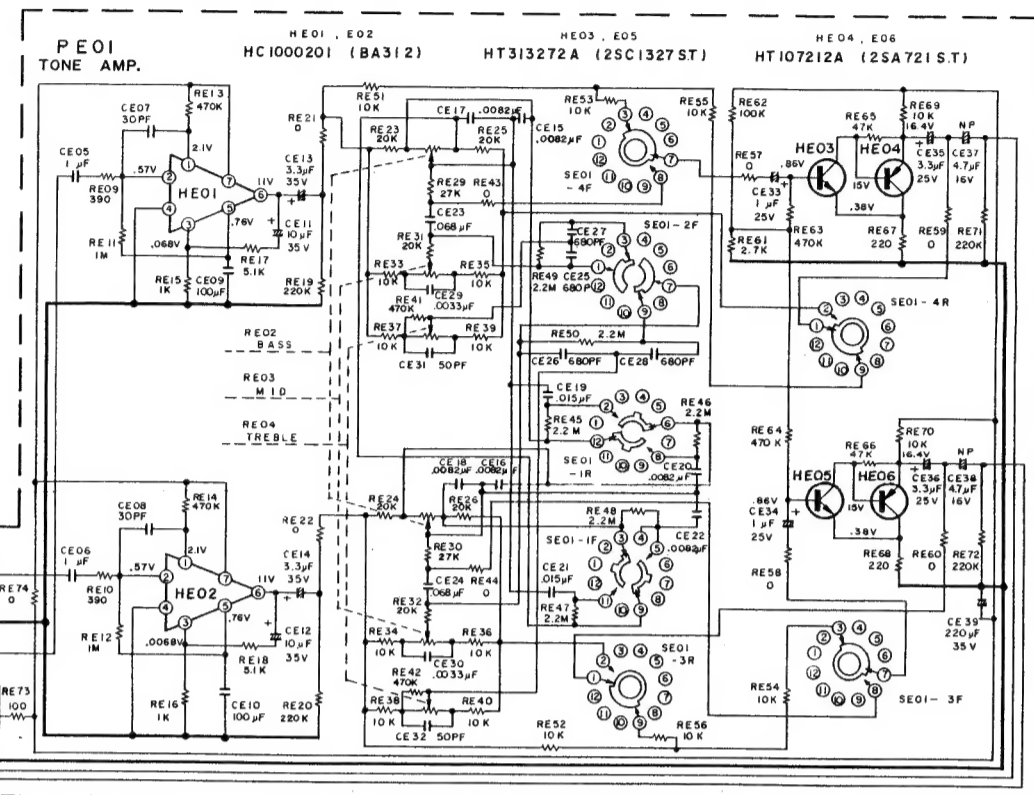 PE01
TONE AMP.
HE01 , E02
HC1000201 (BA312)
HE03 , E05
HT313272A (2SC1327ST)
HE04 , E06
HT107212A (2SA721S.T)
RE13
470K
CE07
30PF
2.1V
CE05
1 µF
.57V
RE09
390
HE01
11V
.76V
.068V
RE11
1M
RE15
1K
RE17
5.1K
CE09
100µF
RE21
0
CE13
3.3µF
35V
CE11
10µF
35V
RE19
220K
RE51
10K
CE17
.0082µF
RE23
20K
RE25
20K
CE15
.0082µF
RE29
27K
RE43
0
CE23
.068µF
RE31
20K
RE33
10K
RE35
10K
CE29
.0033µF
RE41
470K
RE37
10K
RE39
10K
CE31 50PF
RE02
BASS
RE03
MID
RE04
TREBLE
RE53
10K
SE01
-4F
RE55
10K
SE01-2F
CE27
680PF
RE49
2.2M
CE25
680P
RE50 2.2M
CE26 680PF
CE28 680PF
CE19
.015µF
RE45
2.2M
RE46
2.2M
SE01
-1R
CE20
.0082µF
RE62
100K
RE57
0
.86V
CE33
1 µF
25V
RE63
470K
RE61
2.7K
HE03
HE04
RE65
47K
RE69
10K
16.4V
NP
CE35
3.3µF
25V
CE37
4.7µF
16V
15V
.38V
RE67
220
RE59
0
RE71
220K
SE01-4R
RE64
470K
RE66
47K
RE70
10K
16.4V
NP
HE05
HE06
CE36
3.3µF
25V
CE38
4.7µF
16V
.86V
CE34
1 µF
25V
15V
.38V
RE58
0
RE68
220
RE60
0
RE72
220K
CE39
220µF
35V
CE18
.0082µF
CE16
.0082µF
RE24
20K
RE26
20K
RE30
27K
CE24
.068µF
RE44
0
RE32
20K
RE34
10K
RE36
10K
CE30
.0033µF
RE42
470K
RE38
10K
RE40
10K
CE32 50PF
RE48
2.2M
SE01-1F
CE22
.0082µF
CE21
.015µF
RE47
2.2M
SE01
-3R
RE52
10K
RE56
10K
RE54
10K
SE01-3F
RE14
470K
CE08
30PF
2.1V
CE06
1 µF
.57V
RE10
390
HE02
11V
.76V
.0068V
RE12
1M
RE16
1K
RE18
5.1K
CE10
100µF
RE22
0
CE14
3.3µF
35V
CE12
10µF
35V
RE20
220K
RE74
0
RE73
100